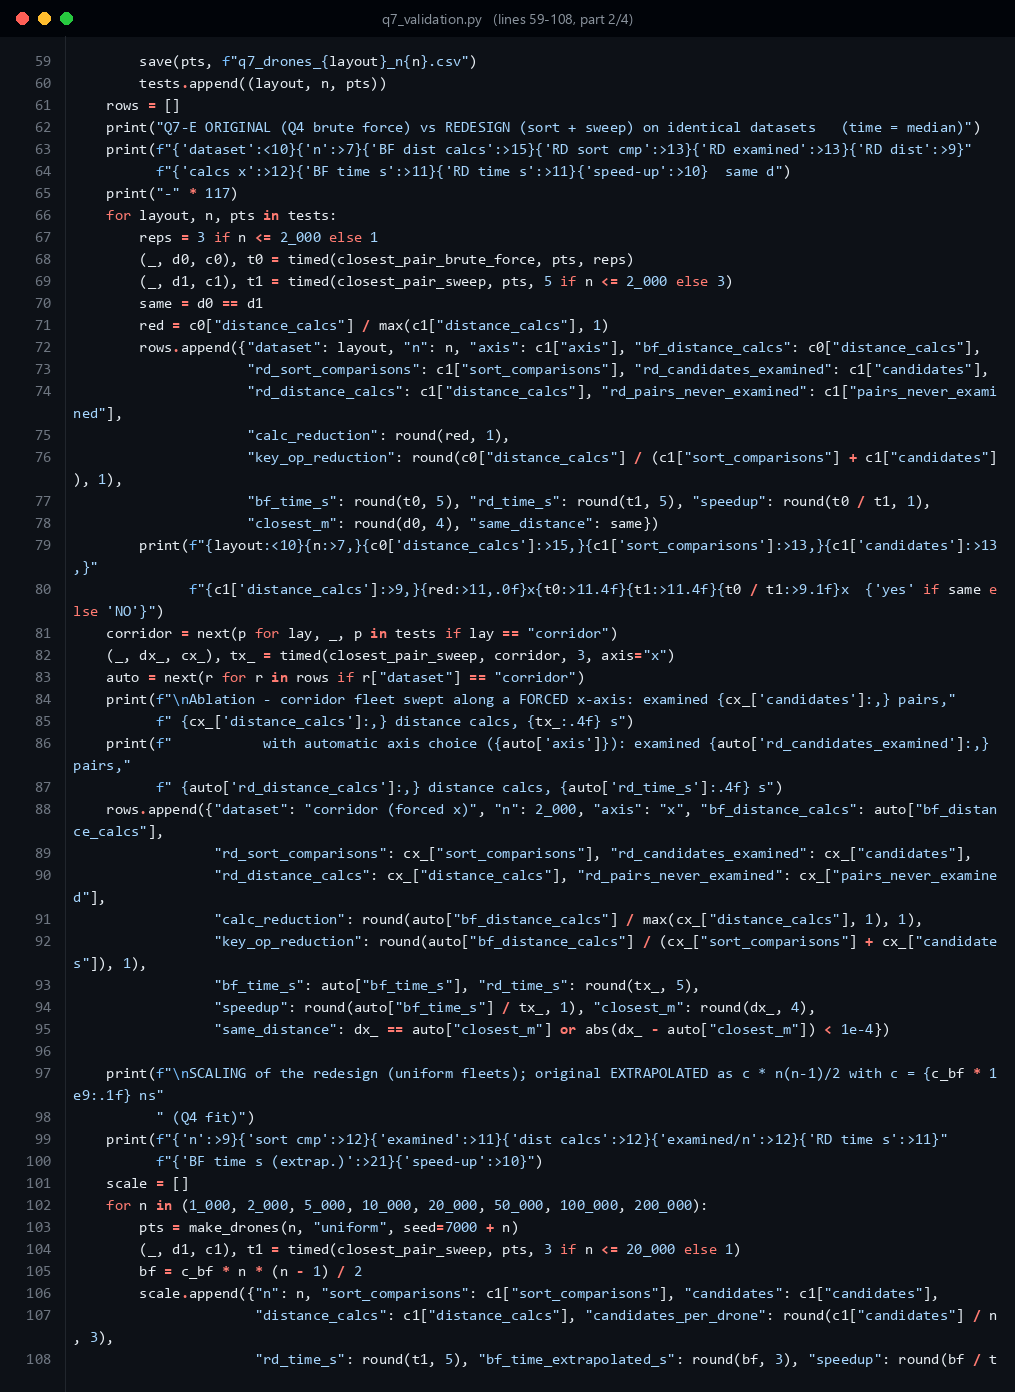 q7_validation.py   (lines 59-108, part 2/4)
59         save(pts, f"q7_drones_{layout}_n{n}.csv")
60         tests.append((layout, n, pts))
61     rows = []
62     print("Q7-E ORIGINAL (Q4 brute force) vs REDESIGN (sort + sweep) on identical datasets   (time = median)")
63     print(f"{'dataset':<10}{'n':>7}{'BF dist calcs':>15}{'RD sort cmp':>13}{'RD examined':>13}{'RD dist':>9}"
64           f"{'calcs x':>12}{'BF time s':>11}{'RD time s':>11}{'speed-up':>10}  same d")
65     print("-" * 117)
66     for layout, n, pts in tests:
67         reps = 3 if n <= 2_000 else 1
68         (_, d0, c0), t0 = timed(closest_pair_brute_force, pts, reps)
69         (_, d1, c1), t1 = timed(closest_pair_sweep, pts, 5 if n <= 2_000 else 3)
70         same = d0 == d1
71         red = c0["distance_calcs"] / max(c1["distance_calcs"], 1)
72         rows.append({"dataset": layout, "n": n, "axis": c1["axis"], "bf_distance_calcs": c0["distance_calcs"],
73                      "rd_sort_comparisons": c1["sort_comparisons"], "rd_candidates_examined": c1["candidates"],
74                      "rd_distance_calcs": c1["distance_calcs"], "rd_pairs_never_examined": c1["pairs_never_exami
ned"],
75                      "calc_reduction": round(red, 1),
76                      "key_op_reduction": round(c0["distance_calcs"] / (c1["sort_comparisons"] + c1["candidates"]
), 1),
77                      "bf_time_s": round(t0, 5), "rd_time_s": round(t1, 5), "speedup": round(t0 / t1, 1),
78                      "closest_m": round(d0, 4), "same_distance": same})
79         print(f"{layout:<10}{n:>7,}{c0['distance_calcs']:>15,}{c1['sort_comparisons']:>13,}{c1['candidates']:>13
,}"
80               f"{c1['distance_calcs']:>9,}{red:>11,.0f}x{t0:>11.4f}{t1:>11.4f}{t0 / t1:>9.1f}x  {'yes' if same e
lse 'NO'}")
81     corridor = next(p for lay, _, p in tests if lay == "corridor")
82     (_, dx_, cx_), tx_ = timed(closest_pair_sweep, corridor, 3, axis="x")
83     auto = next(r for r in rows if r["dataset"] == "corridor")
84     print(f"\nAblation - corridor fleet swept along a FORCED x-axis: examined {cx_['candidates']:,} pairs,"
85           f" {cx_['distance_calcs']:,} distance calcs, {tx_:.4f} s")
86     print(f"           with automatic axis choice ({auto['axis']}): examined {auto['rd_candidates_examined']:,}
pairs,"
87           f" {auto['rd_distance_calcs']:,} distance calcs, {auto['rd_time_s']:.4f} s")
88     rows.append({"dataset": "corridor (forced x)", "n": 2_000, "axis": "x", "bf_distance_calcs": auto["bf_distan
ce_calcs"],
89                  "rd_sort_comparisons": cx_["sort_comparisons"], "rd_candidates_examined": cx_["candidates"],
90                  "rd_distance_calcs": cx_["distance_calcs"], "rd_pairs_never_examined": cx_["pairs_never_examine
d"],
91                  "calc_reduction": round(auto["bf_distance_calcs"] / max(cx_["distance_calcs"], 1), 1),
92                  "key_op_reduction": round(auto["bf_distance_calcs"] / (cx_["sort_comparisons"] + cx_["candidate
s"]), 1),
93                  "bf_time_s": auto["bf_time_s"], "rd_time_s": round(tx_, 5),
94                  "speedup": round(auto["bf_time_s"] / tx_, 1), "closest_m": round(dx_, 4),
95                  "same_distance": dx_ == auto["closest_m"] or abs(dx_ - auto["closest_m"]) < 1e-4})
96
97     print(f"\nSCALING of the redesign (uniform fleets); original EXTRAPOLATED as c * n(n-1)/2 with c = {c_bf * 1
e9:.1f} ns"
98           " (Q4 fit)")
99     print(f"{'n':>9}{'sort cmp':>12}{'examined':>11}{'dist calcs':>12}{'examined/n':>12}{'RD time s':>11}"
100           f"{'BF time s (extrap.)':>21}{'speed-up':>10}")
101     scale = []
102     for n in (1_000, 2_000, 5_000, 10_000, 20_000, 50_000, 100_000, 200_000):
103         pts = make_drones(n, "uniform", seed=7000 + n)
104         (_, d1, c1), t1 = timed(closest_pair_sweep, pts, 3 if n <= 20_000 else 1)
105         bf = c_bf * n * (n - 1) / 2
106         scale.append({"n": n, "sort_comparisons": c1["sort_comparisons"], "candidates": c1["candidates"],
107                       "distance_calcs": c1["distance_calcs"], "candidates_per_drone": round(c1["candidates"] / n
, 3),
108                       "rd_time_s": round(t1, 5), "bf_time_extrapolated_s": round(bf, 3), "speedup": round(bf / t